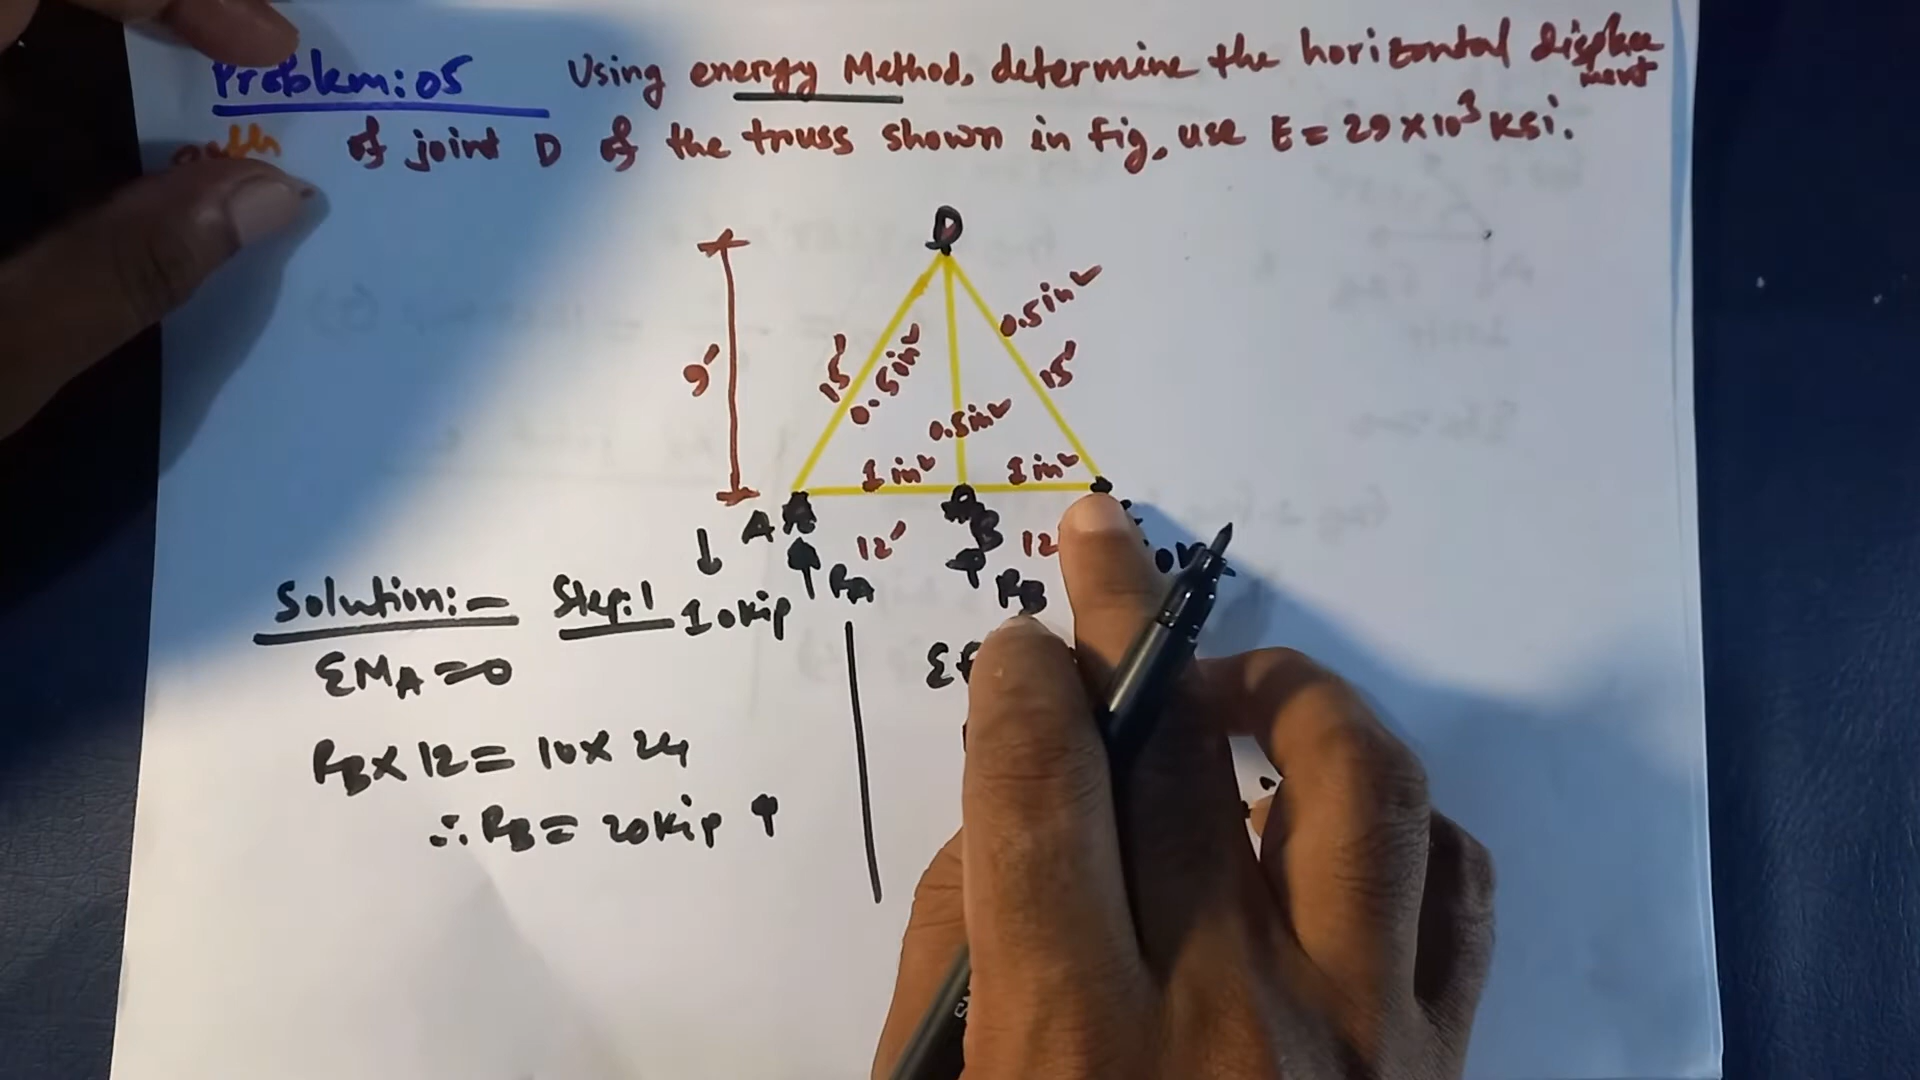 Problem: 05 Using energy Method, determine the horizontal displacement
of joint D of the truss shown in fig, use E = 29 × 10³ Ksi.
D
9'
15'
0.5in²
0.5in²
15'
0.5in²
1in²
1in²
A
12'
B
12
RA
RB
10kip
Solution:- Step:1
ΣMA=0
RB × 12 = 10 × 24
∴ RB = 20kip ↑